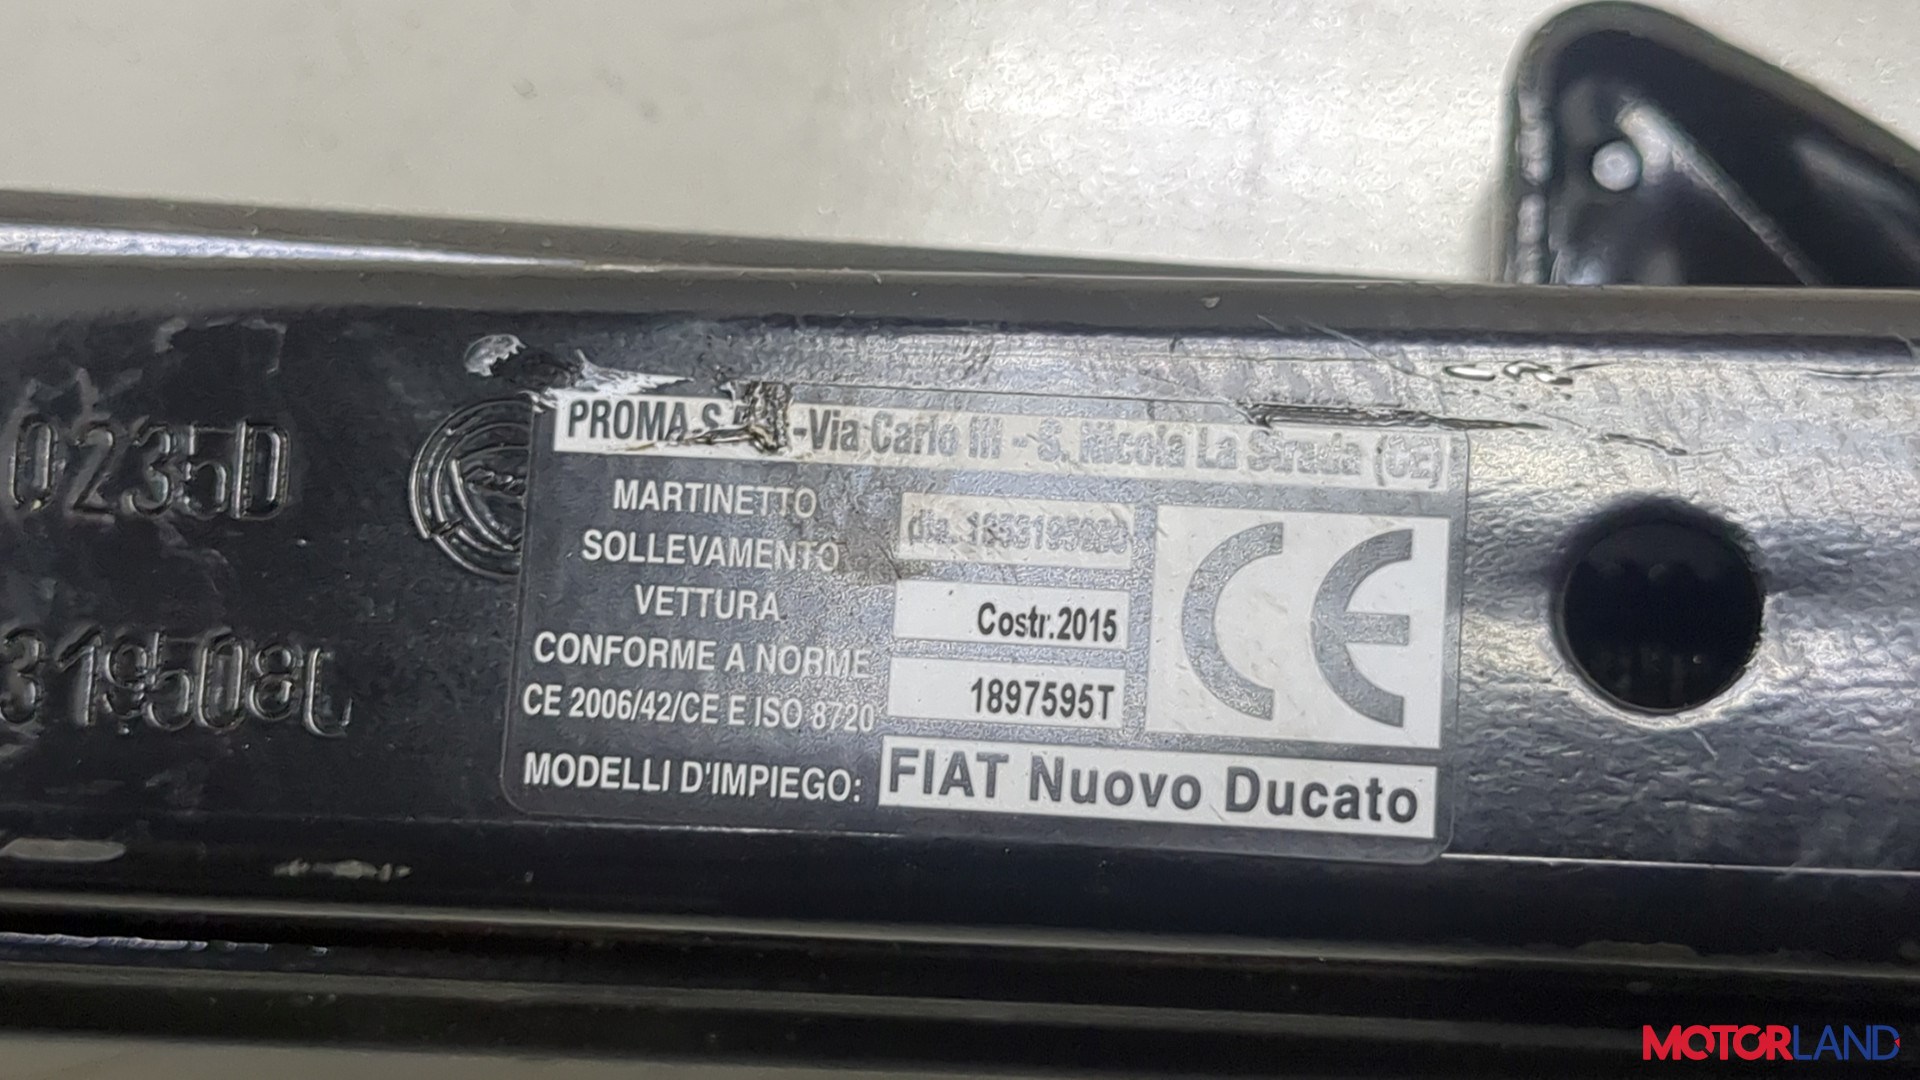 0235D
PROMA S. -Via Carlo III - S. Nicola La Strada (CE)
MARTINETTO
SOLLEVAMENTO
VETTURA
CONFORME A NORME
CE 2006/42/CE E ISO 8720
dis.
Costr.2015
1897595T
CE
MODELLI D'IMPIEGO: FIAT Nuovo Ducato
MOTORLAND